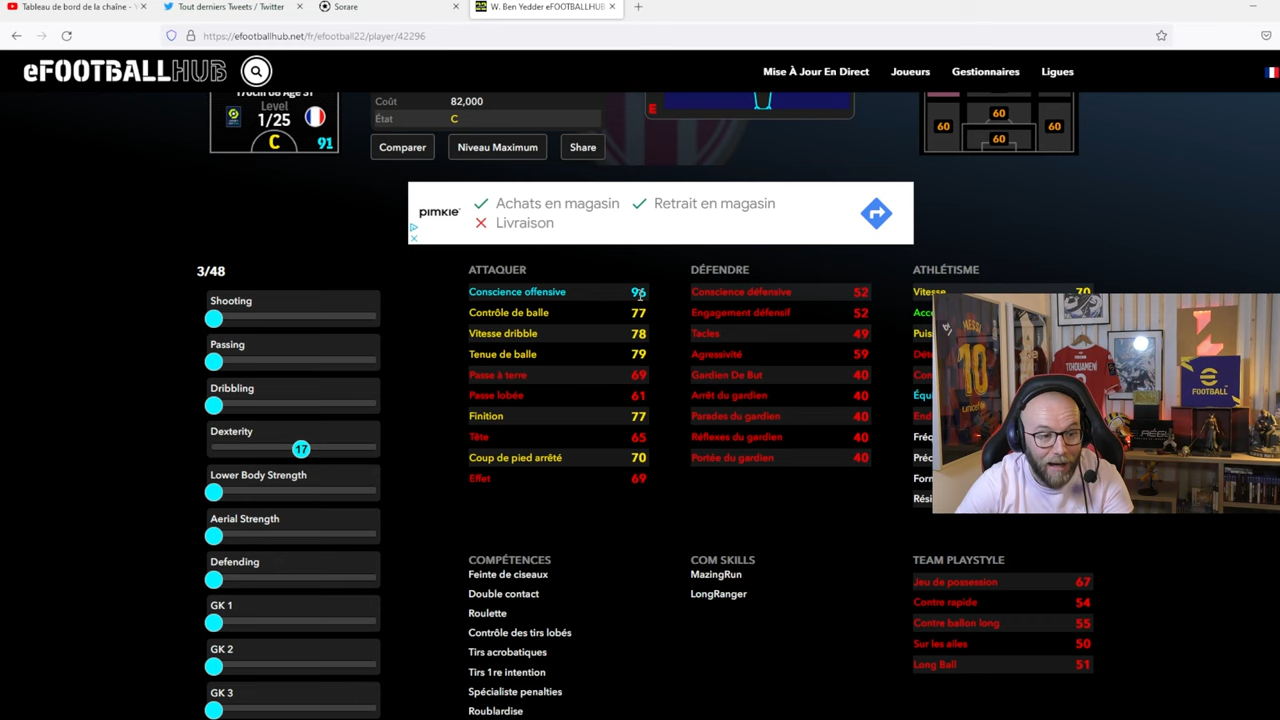 Tableau de bord de la chaîne - Y
Tout derniers Tweets / Twitter
Sorare
W. Ben Yedder eFOOTBALLHUB
https://efootballhub.net/fr/efootball22/player/42296
eFOOTBALLHUB
Mise À Jour En Direct
Joueurs
Gestionnaires
Ligues
Level
1/25
C
91
Coût 82,000
État C
E
60
60
60
60
Comparer
Niveau Maximum
Share
PIMKIE
Achats en magasin
Retrait en magasin
Livraison
3/48
Shooting
Passing
Dribbling
Dexterity
17
Lower Body Strength
Aerial Strength
Defending
GK 1
GK 2
GK 3
ATTAQUER
Conscience offensive 96
Contrôle de balle 77
Vitesse dribble 78
Tenue de balle 79
Passe à terre 69
Passe lobée 61
Finition 77
Tête 65
Coup de pied arrêté 70
Effet 69
DÉFENDRE
Conscience défensive 52
Engagement défensif 52
Tacles 49
Agressivité 59
Gardien De But 40
Arrêt du gardien 40
Parades du gardien 40
Réflexes du gardien 40
Portée du gardien 40
ATHLÉTISME
Vitesse 70
MESSI
10
TCHOUAMENI
FOOTBALL
COMPÉTENCES
Feinte de ciseaux
Double contact
Roulette
Contrôle des tirs lobés
Tirs acrobatiques
Tirs 1re intention
Spécialiste penalties
Roublardise
COM SKILLS
MazingRun
LongRanger
TEAM PLAYSTYLE
Jeu de possession 67
Contre rapide 54
Contre ballon long 55
Sur les ailes 50
Long Ball 51